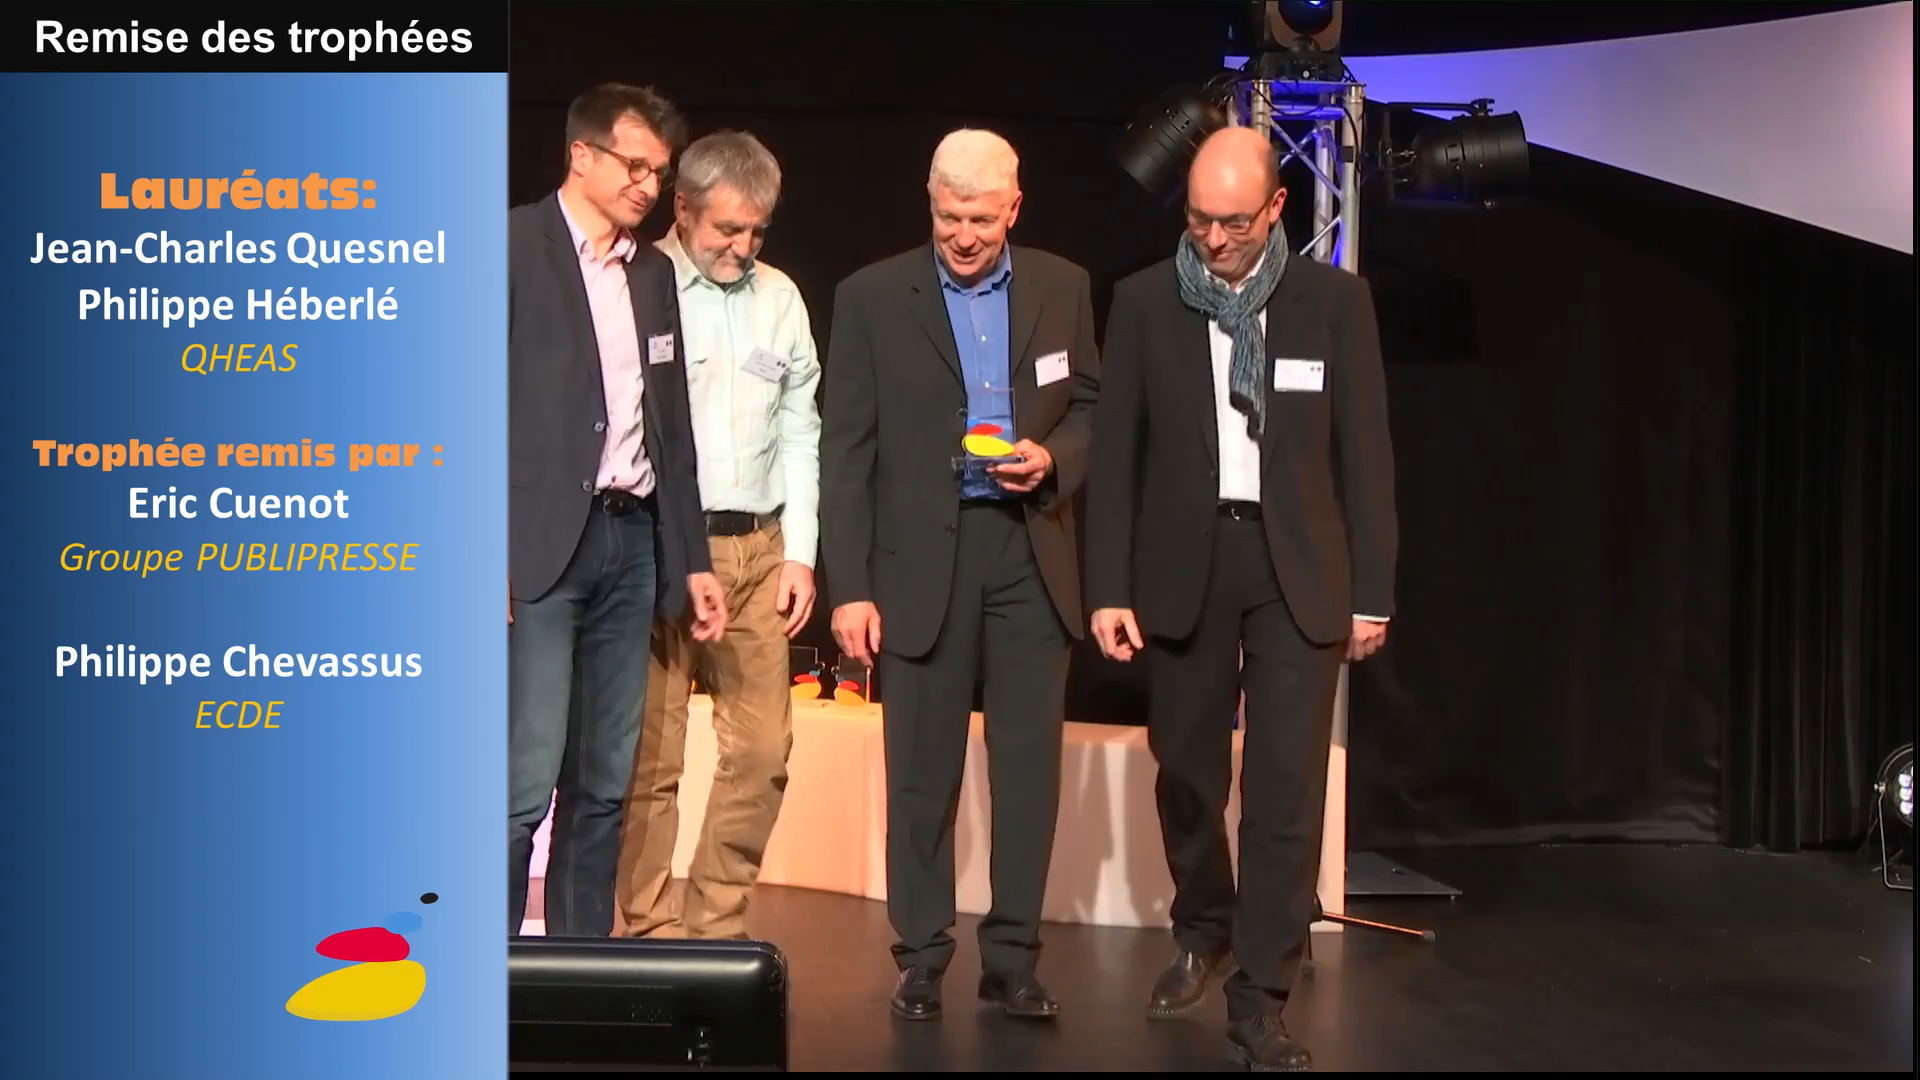 Remise des trophées
Lauréats:
Jean-Charles Quesnel
Philippe Héberlé
QHEAS
Trophée remis par :
Eric Cuenot
Groupe PUBLIPRESSE
Philippe Chevassus
ECDE